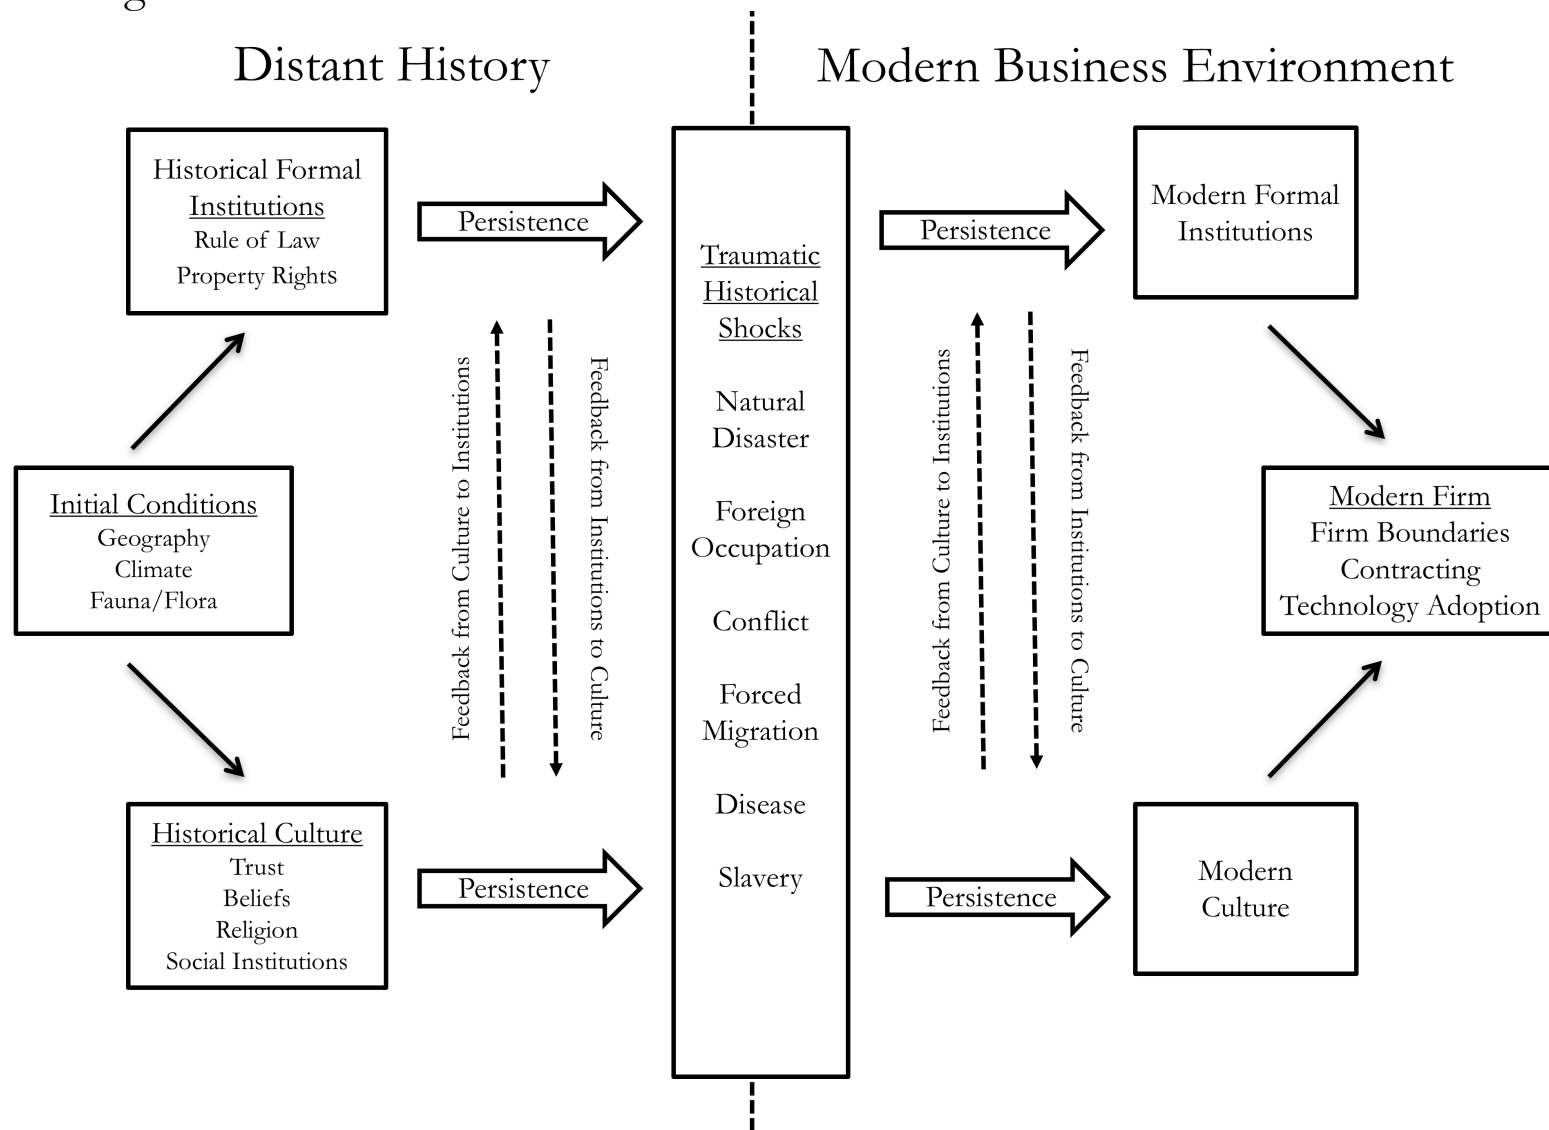 Distant History
Modern Business Environment
Historical Formal
Institutions
Rule of Law
Property Rights
Persistence
Traumatic
Historical
Shocks
Natural
Disaster
Foreign
Occupation
Conflict
Forced
Migration
Disease
Slavery
Persistence
Modern Formal
Institutions
Initial Conditions
Geography
Climate
Fauna/Flora
Feedback from Culture to Institutions
Feedback from Institutions to Culture
Feedback from Culture to Institutions
Feedback from Institutions to Culture
Modern Firm
Firm Boundaries
Contracting
Technology Adoption
Historical Culture
Trust
Beliefs
Religion
Social Institutions
Persistence
Persistence
Modern
Culture